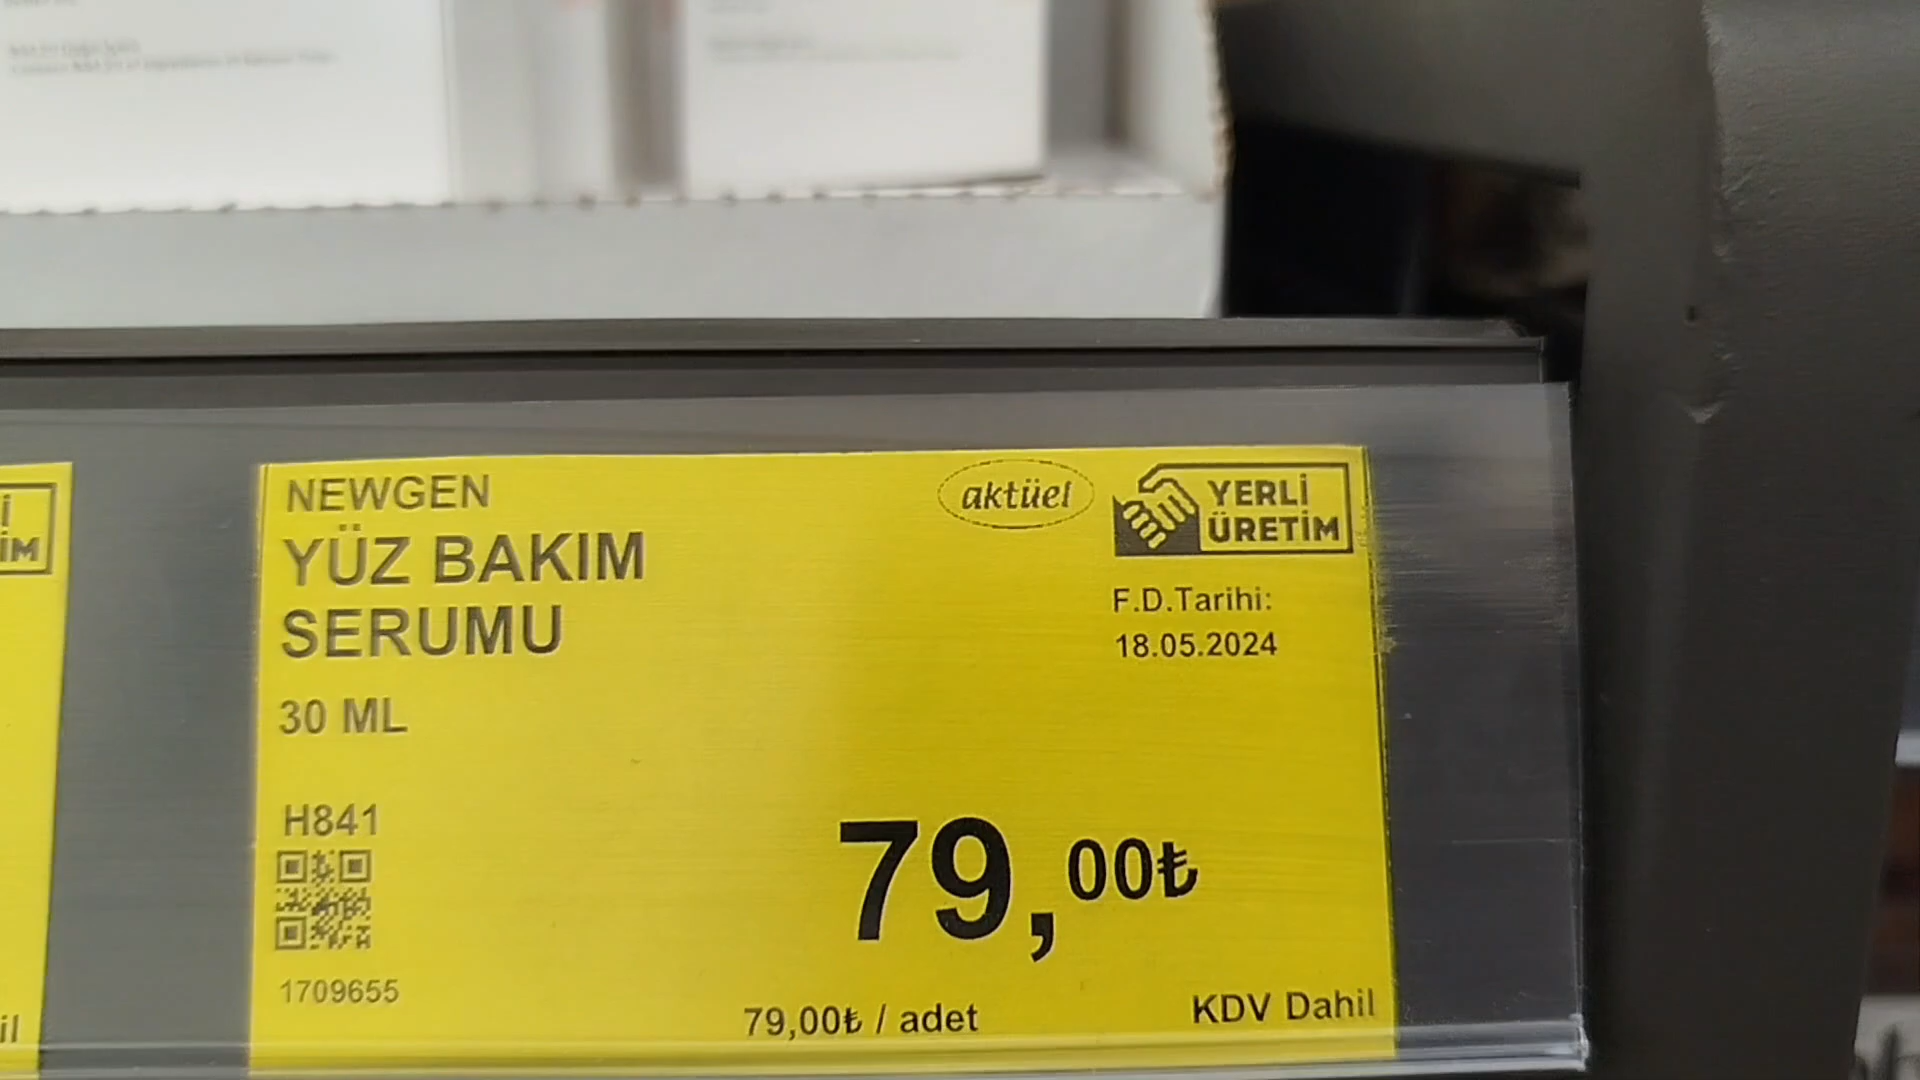 NEWGEN
YÜZ BAKIM
SERUMU
30 ML
H841
1709655
aktüel
YERLİ
ÜRETİM
F.D.Tarihi:
18.05.2024
79,00₺
79,00₺ / adet
KDV Dahil
İM